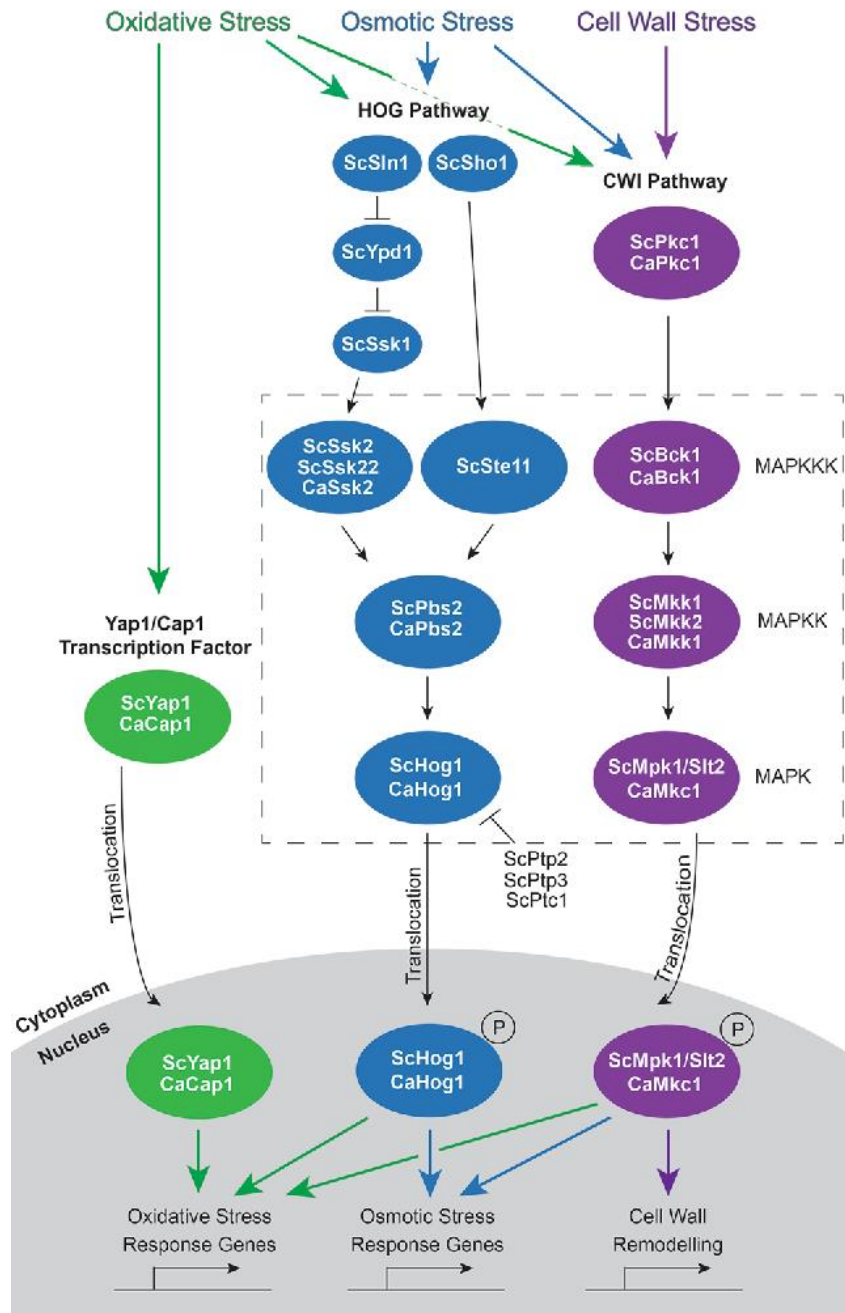 Oxidative Stress
Osmotic Stress
Cell Wall Stress
HOG Pathway
ScSln1
ScSho1
CWI Pathway
ScPkc1
CaPkc1
ScYpd1
ScSsk1
ScSsk2
ScSsk22
CaSsk2
ScSte11
ScBck1
CaBck1
MAPKKK
Yap1/Cap1
Transcription Factor
ScPbs2
CaPbs2
ScMkk1
ScMkk2
CaMkk1
MAPKK
ScYap1
CaCap1
ScHog1
CaHog1
ScMpk1/Slt2
CaMkc1
MAPK
ScPtp2
ScPtp3
ScPtc1
Translocation
Translocation
Translocation
Cytoplasm
Nucleus
ScYap1
CaCap1
P
ScHog1
CaHog1
P
ScMpk1/Slt2
CaMkc1
Oxidative Stress
Response Genes
Osmotic Stress
Response Genes
Cell Wall
Remodelling